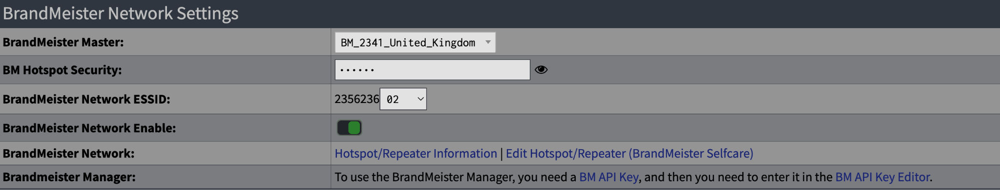 BrandMeister Network Settings
BrandMeister Master: BM_2341_United_Kingdom
BM Hotspot Security: ••••••
BrandMeister Network ESSID: 2356236 02
BrandMeister Network Enable:
BrandMeister Network: Hotspot/Repeater Information | Edit Hotspot/Repeater (BrandMeister Selfcare)
Brandmeister Manager: To use the BrandMeister Manager, you need a BM API Key, and then you need to enter it in the BM API Key Editor.